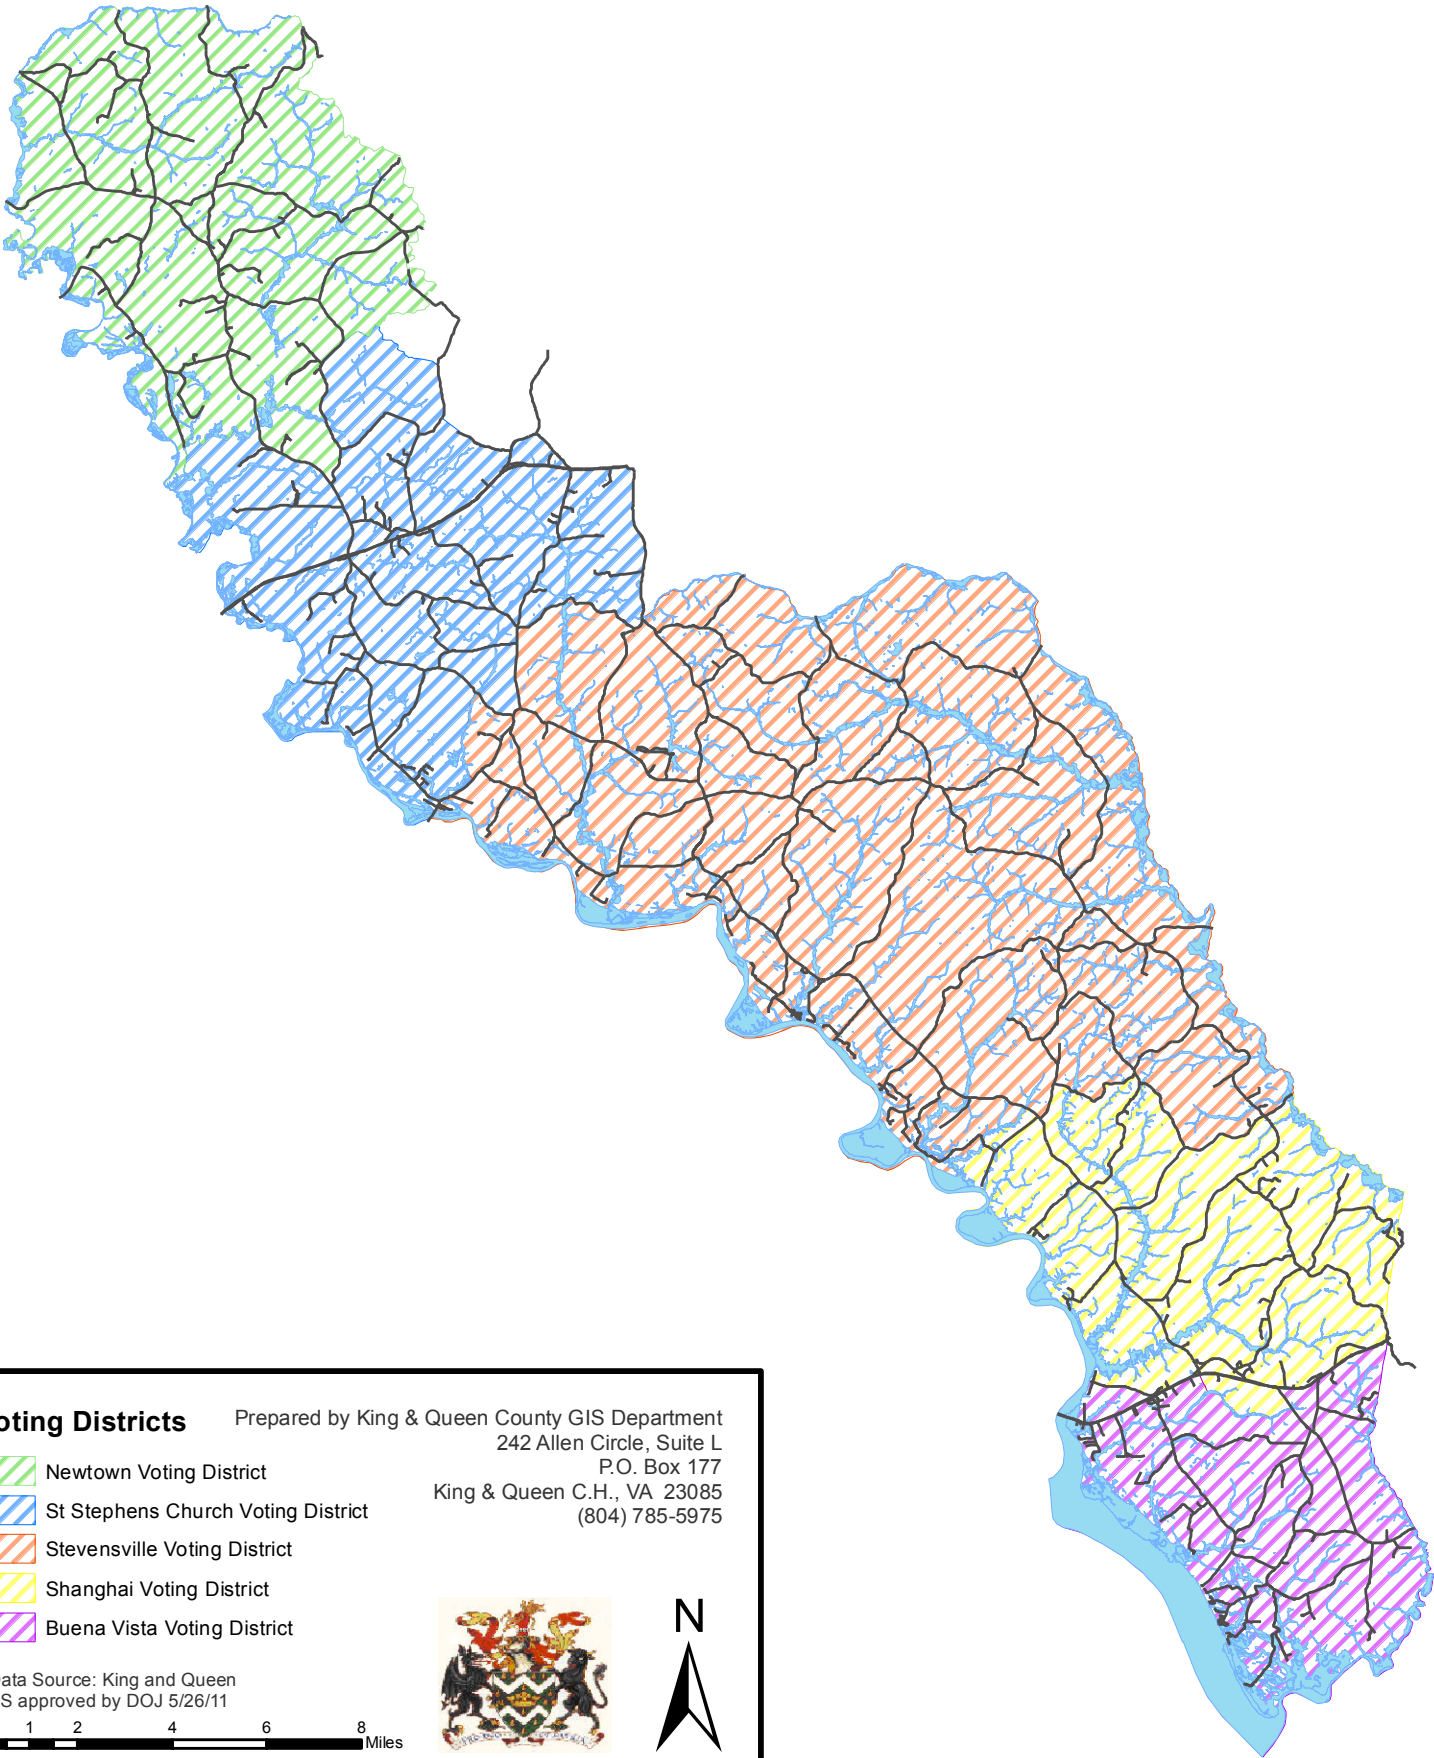 oting Districts
Prepared by King & Queen County GIS Department
242 Allen Circle, Suite L
P.O. Box 177
King & Queen C.H., VA 23085
(804) 785-5975
Newtown Voting District
St Stephens Church Voting District
Stevensville Voting District
Shanghai Voting District
Buena Vista Voting District
ata Source: King and Queen
S approved by DOJ 5/26/11
1 2 4 6 8
Miles
N